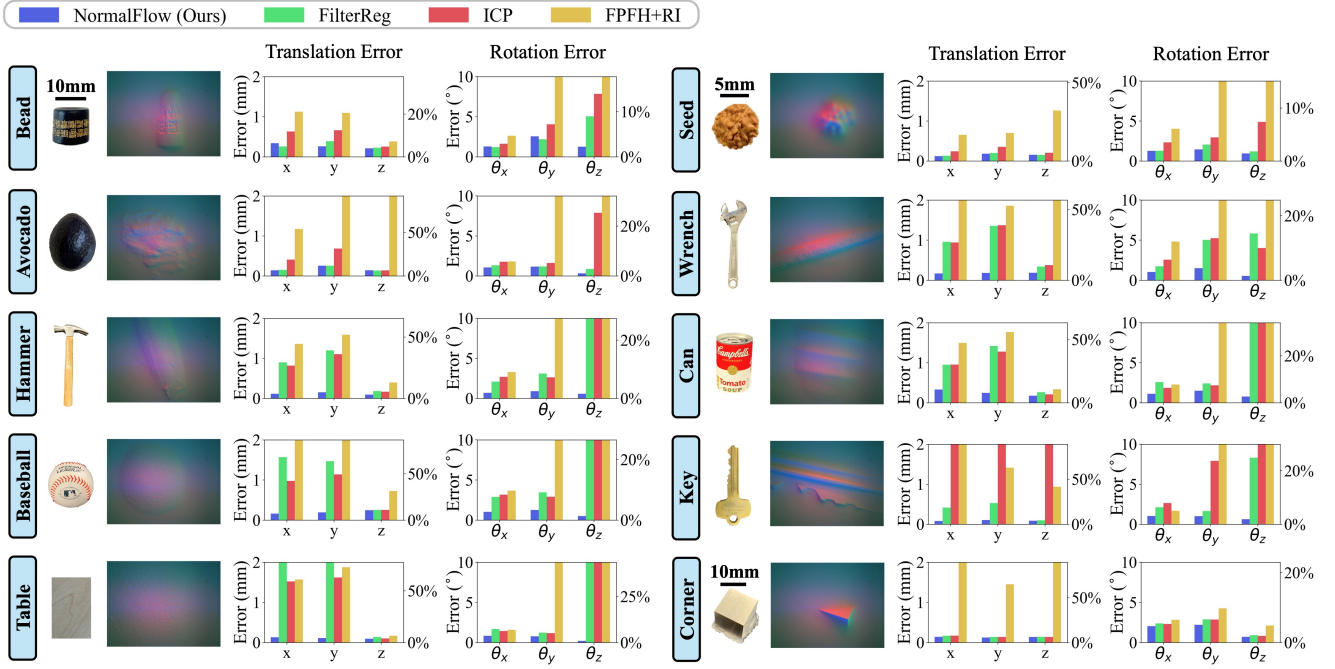 NormalFlow (Ours) FilterReg ICP FPFH+RI
Translation Error Rotation Error Translation Error Rotation Error
Bead
10mm
Error (mm)
2
1
0
x y z
20%
0%
Error (°)
10
5
0
θx θy θz
10%
0%
Seed
5mm
Error (mm)
2
1
0
x y z
50%
0%
Error (°)
10
5
0
θx θy θz
10%
0%
Avocado
Error (mm)
2
1
0
x y z
50%
0%
Error (°)
10
5
0
θx θy θz
20%
0%
Wrench
Error (mm)
2
1
0
x y z
50%
0%
Error (°)
10
5
0
θx θy θz
20%
0%
Hammer
Error (mm)
2
1
0
x y z
50%
0%
Error (°)
10
5
0
θx θy θz
20%
0%
Can
Campbell's
Tomato
SOUP
Error (mm)
2
1
0
x y z
50%
0%
Error (°)
10
5
0
θx θy θz
20%
0%
Baseball
Error (mm)
2
1
0
x y z
50%
0%
Error (°)
10
5
0
θx θy θz
20%
0%
Key
Error (mm)
2
1
0
x y z
50%
0%
Error (°)
10
5
0
θx θy θz
20%
0%
Table
Error (mm)
2
1
0
x y z
50%
0%
Error (°)
10
5
0
θx θy θz
25%
0%
Corner
10mm
Error (mm)
2
1
0
x y z
50%
0%
Error (°)
10
5
0
θx θy θz
20%
0%